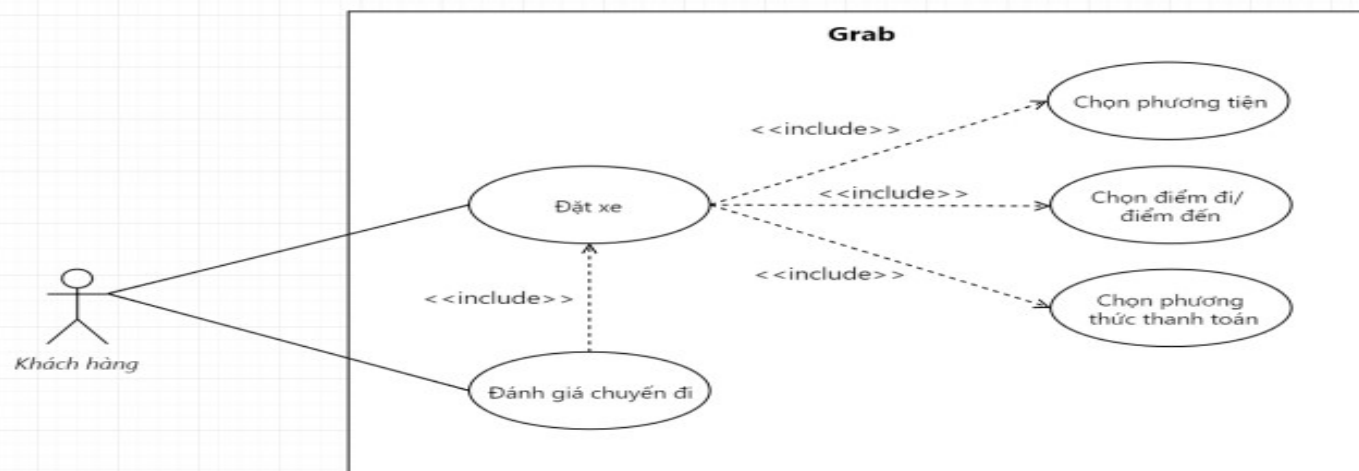 Grab
Chọn phương tiện
<<include>>
<<include>>
Chọn điểm đi/
điểm đến
Đặt xe
<<include>>
Chọn phương
thức thanh toán
<<include>>
Khách hàng
Đánh giá chuyến đi